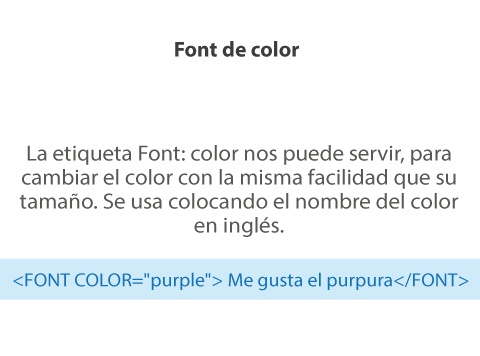 Font de color
La etiqueta Font: color nos puede servir, para
cambiar el color con la misma facilidad que su
tamaño. Se usa colocando el nombre del color
en inglés.
<FONT COLOR="purple"> Me gusta el purpura</FONT>